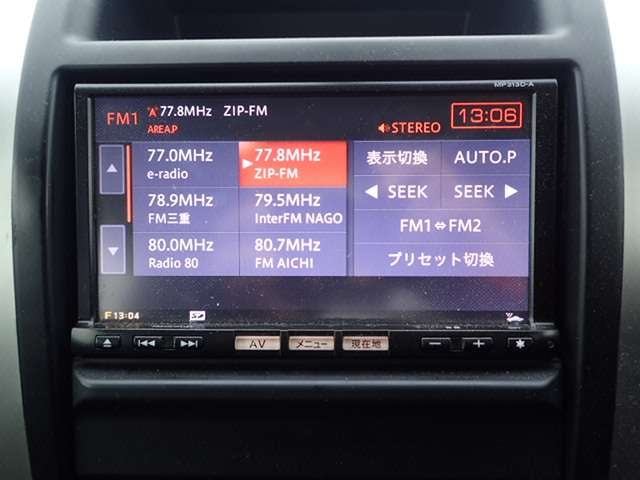 MP313D-A
FM1 77.8MHz ZIP-FM
AREA.P
STEREO
13:06
77.0MHz
e-radio
77.8MHz
ZIP-FM
78.9MHz
FM三重
79.5MHz
InterFM NAGO
80.0MHz
Radio 80
80.7MHz
FM AICHI
表示切換
AUTO.P
SEEK
SEEK
FM1⇔FM2
プリセット切換
13:04
AV
メニュー
現在地